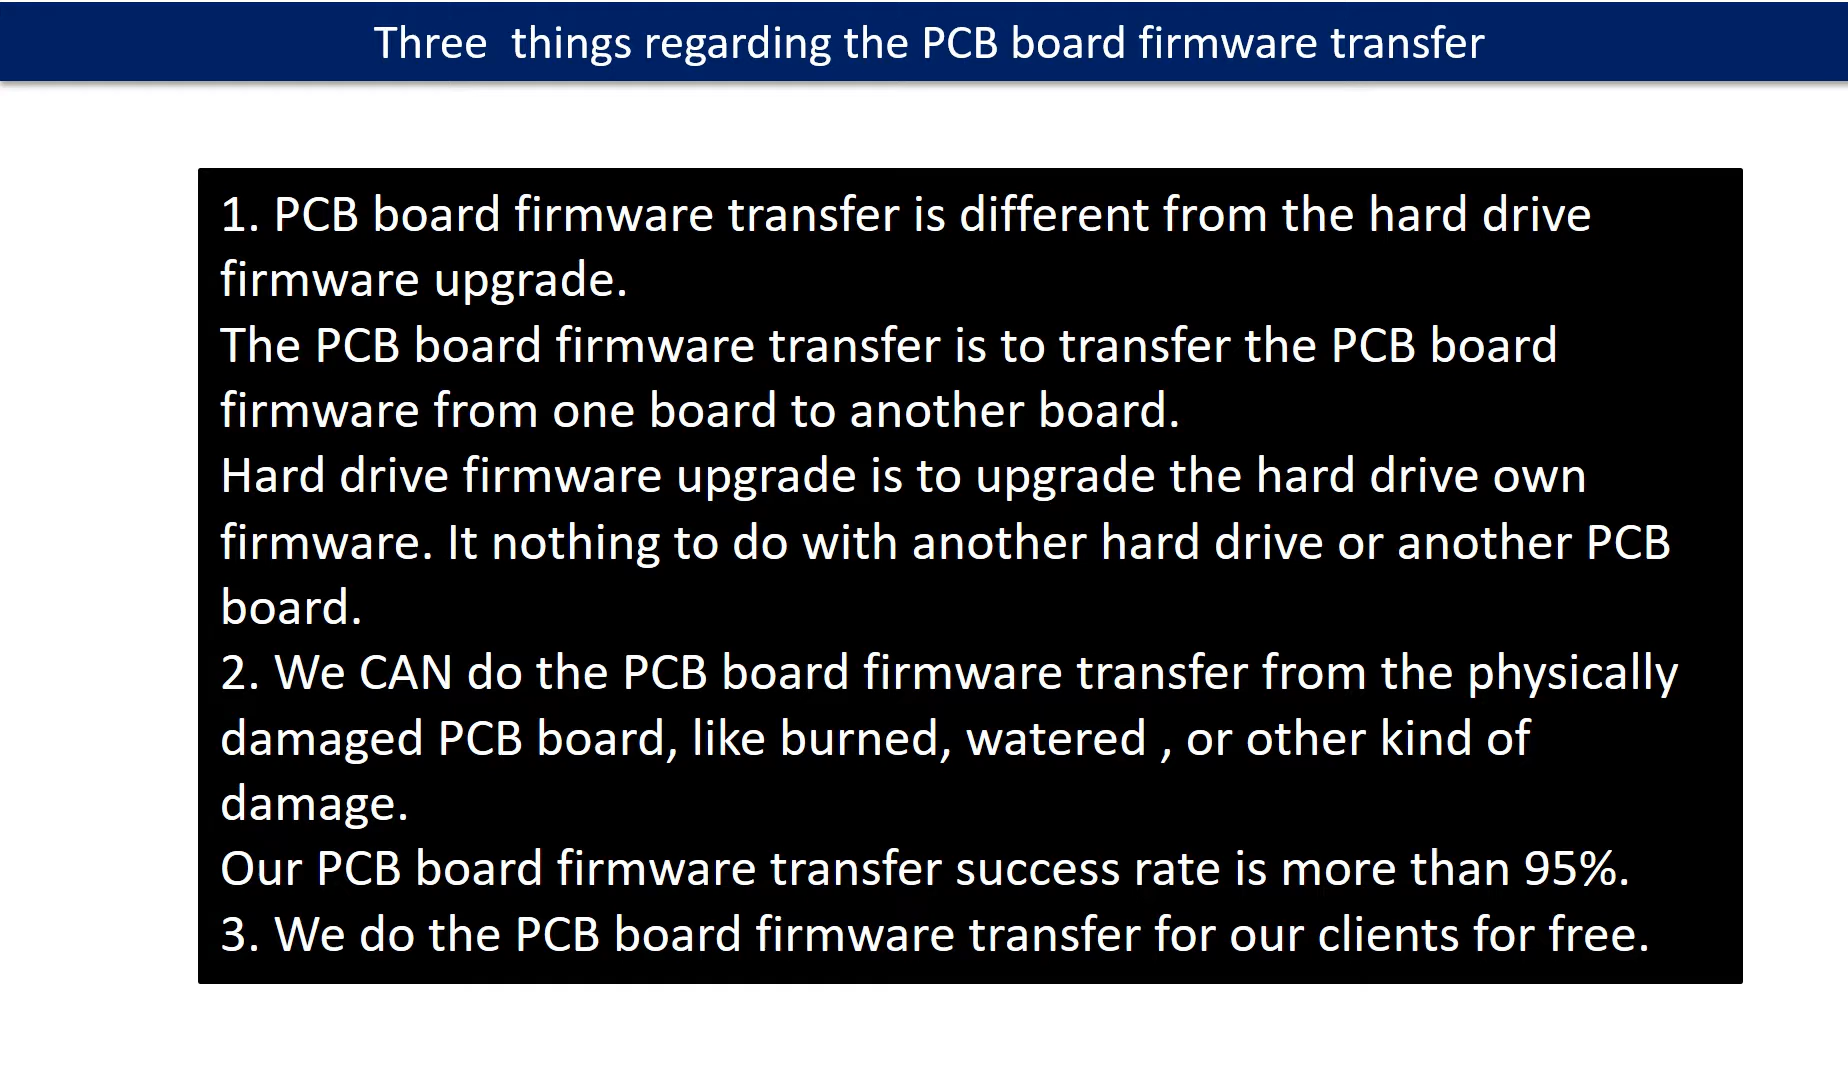 Three  things regarding the PCB board firmware transfer
1. PCB board firmware transfer is different from the hard drive
firmware upgrade.
The PCB board firmware transfer is to transfer the PCB board
firmware from one board to another board.
Hard drive firmware upgrade is to upgrade the hard drive own
firmware. It nothing to do with another hard drive or another PCB
board.
2. We CAN do the PCB board firmware transfer from the physically
damaged PCB board, like burned, watered , or other kind of
damage.
Our PCB board firmware transfer success rate is more than 95%.
3. We do the PCB board firmware transfer for our clients for free.